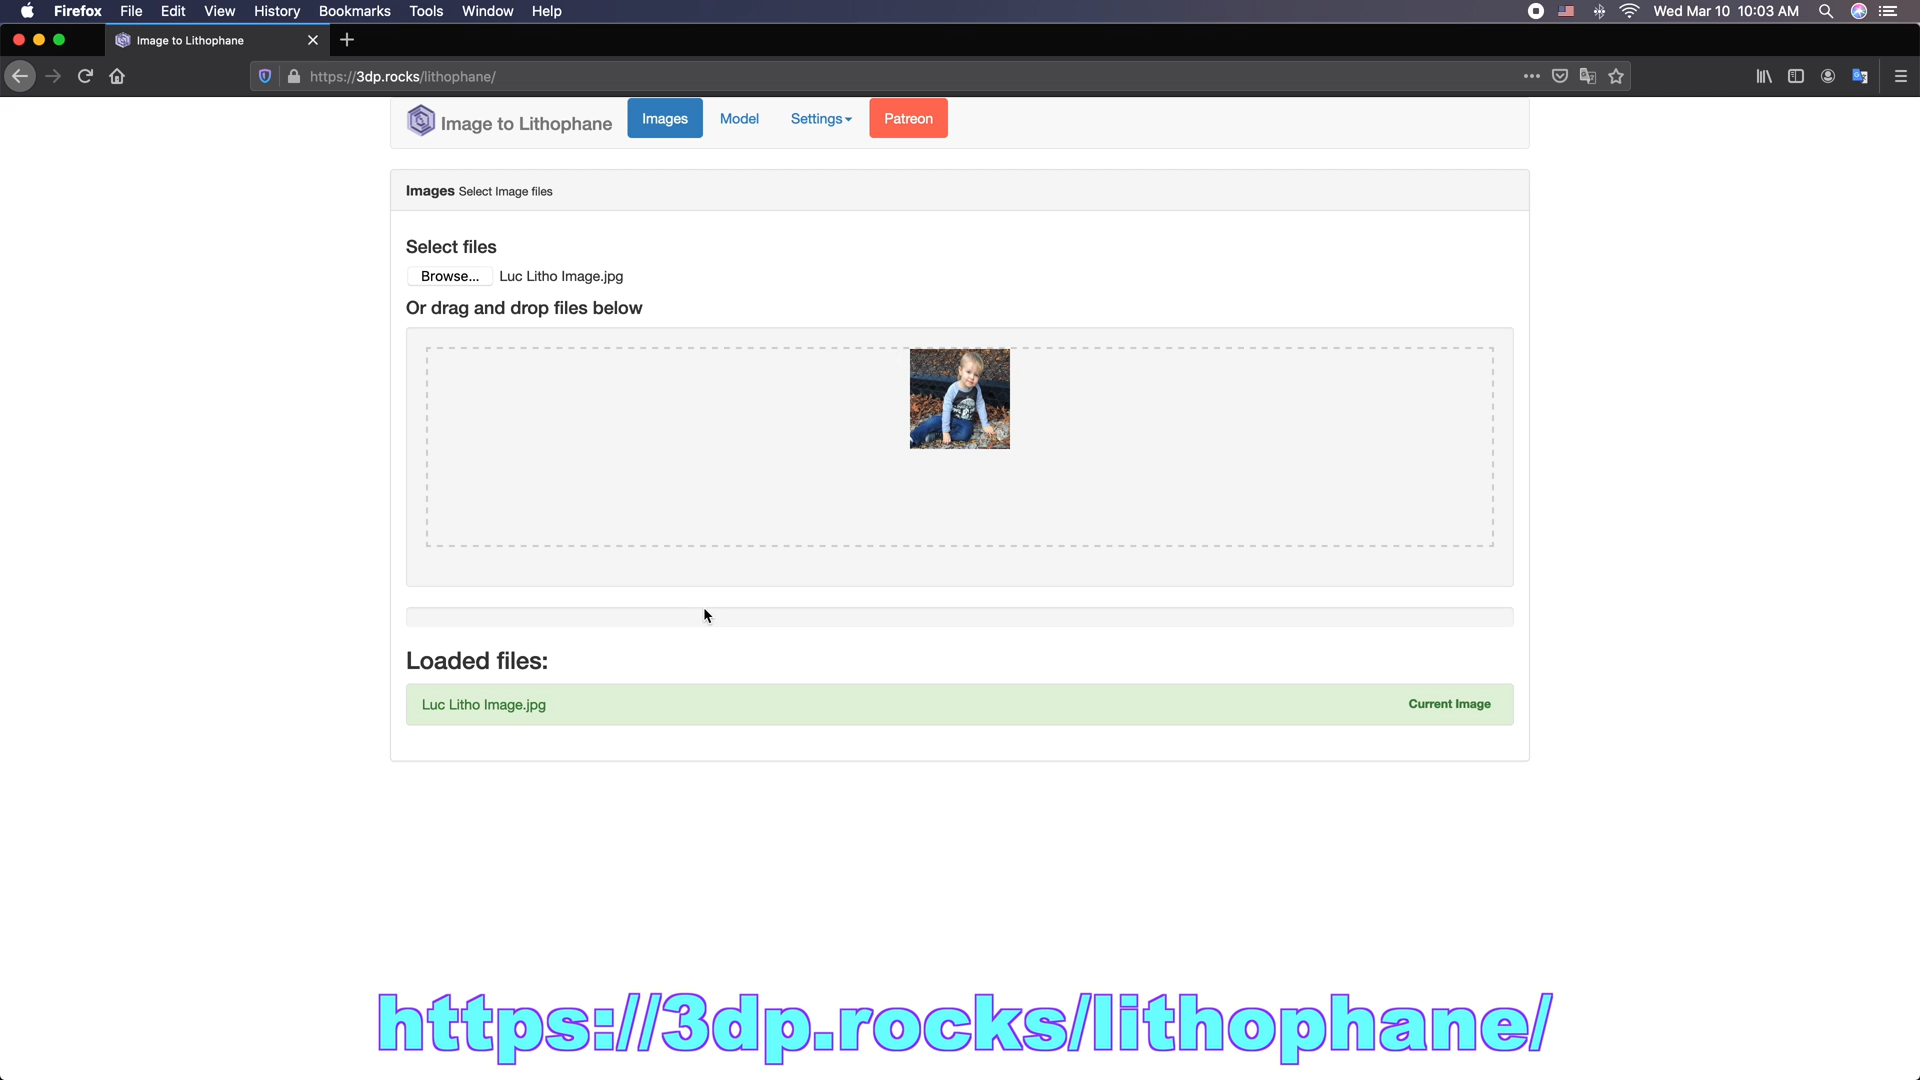 Firefox File Edit View History Bookmarks Tools Window Help Wed Mar 10 10:03 AM
Image to Lithophane
https://3dp.rocks/lithophane/
Image to Lithophane Images Model Settings Patreon
Images Select Image files
Select files
Browse... Luc Litho Image.jpg
Or drag and drop files below
Loaded files:
Luc Litho Image.jpg Current Image
https://3dp.rocks/lithophane/